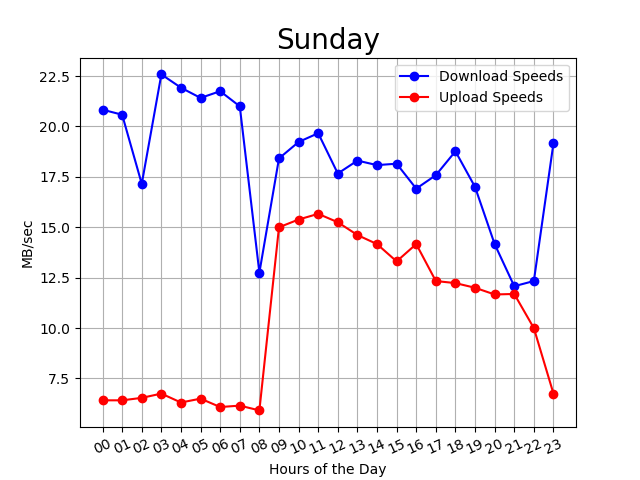 Sunday
Download Speeds
Upload Speeds
22.5
20.0
17.5
15.0
12.5
10.0
7.5
MB/sec
00 01 02 03 04 05 06 07 08 09 10 11 12 13 14 15 16 17 18 19 20 21 22 23
Hours of the Day